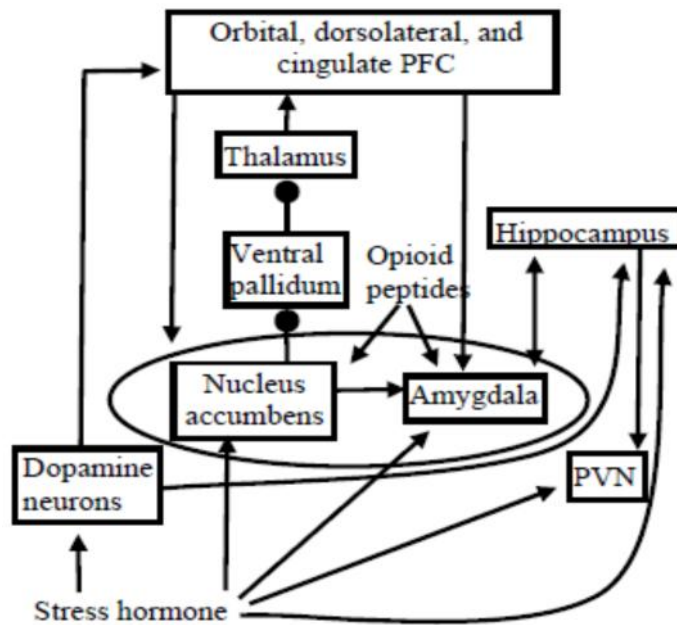 Orbital, dorsolateral, and
cingulate PFC
Thalamus
Hippocampus
Ventral
pallidum
Opioid
peptides
Nucleus
accumbens
Amygdala
Dopamine
neurons
PVN
Stress hormone